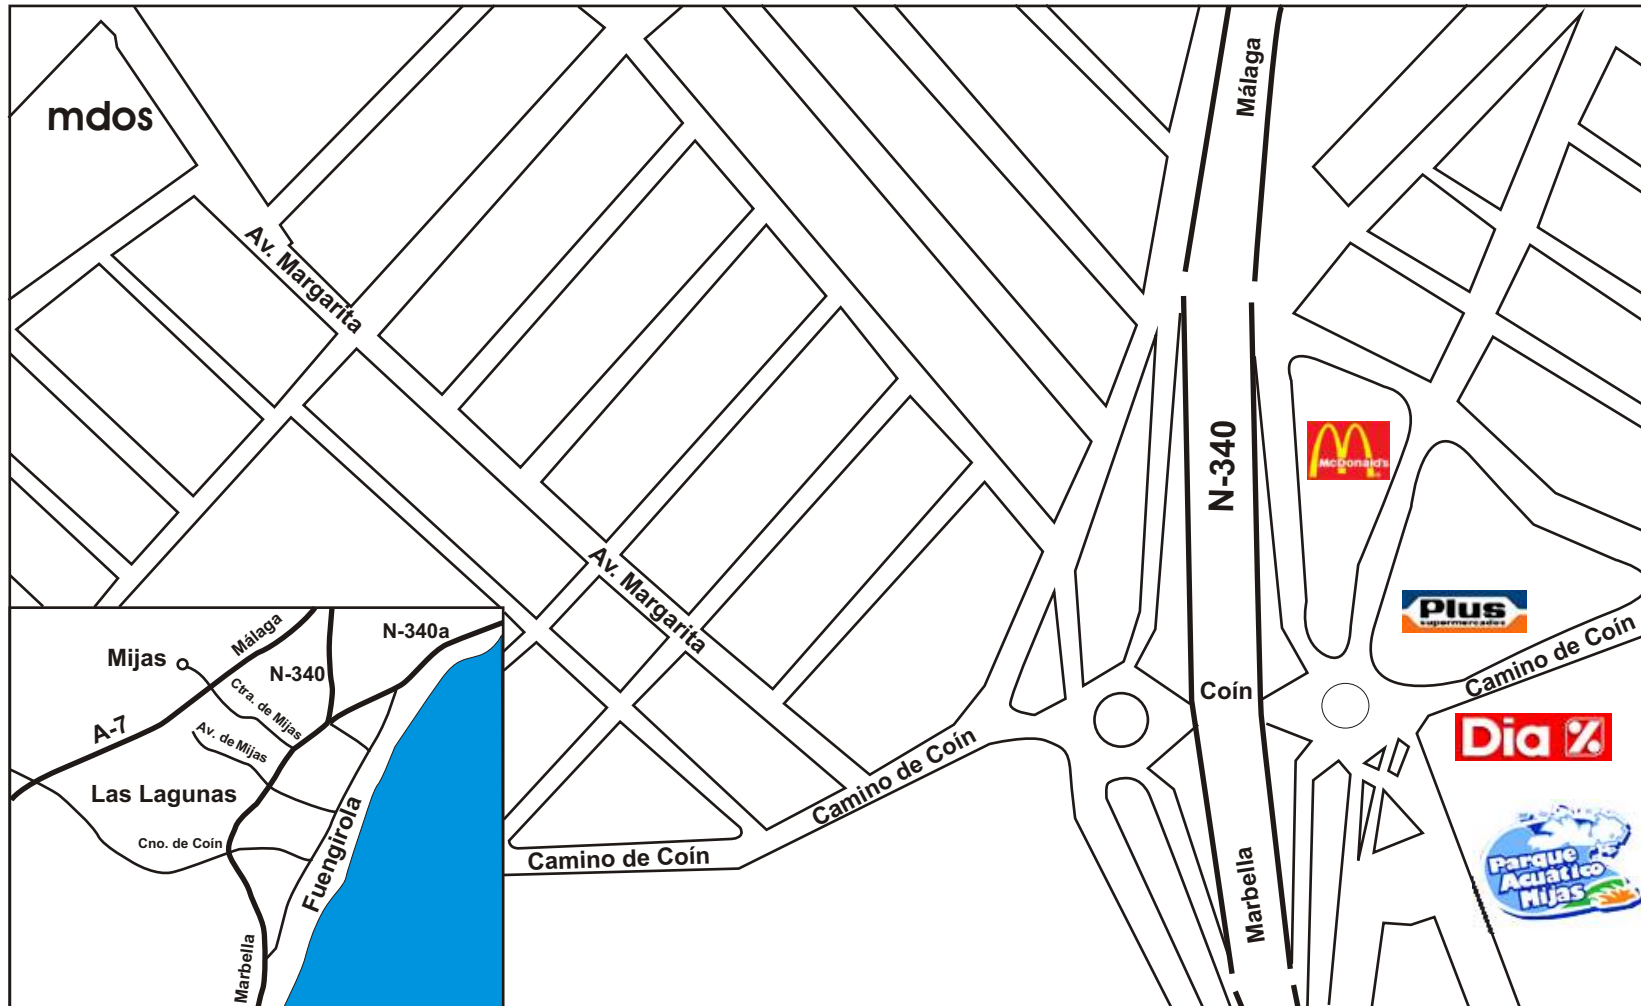 mdos
Málaga
Av. Margarita
N-340
McDonald's
Av. Margarita
Plus
supermercados
Camino de Coín
Coín
Dia %
Camino de Coín
Camino de Coín
Parque
Acuático
Mijas
Marbella
Málaga
N-340a
Mijas
N-340
Ctra. de Mijas
A-7
Av. de Mijas
Las Lagunas
Cno. de Coín
Fuengirola
Marbella